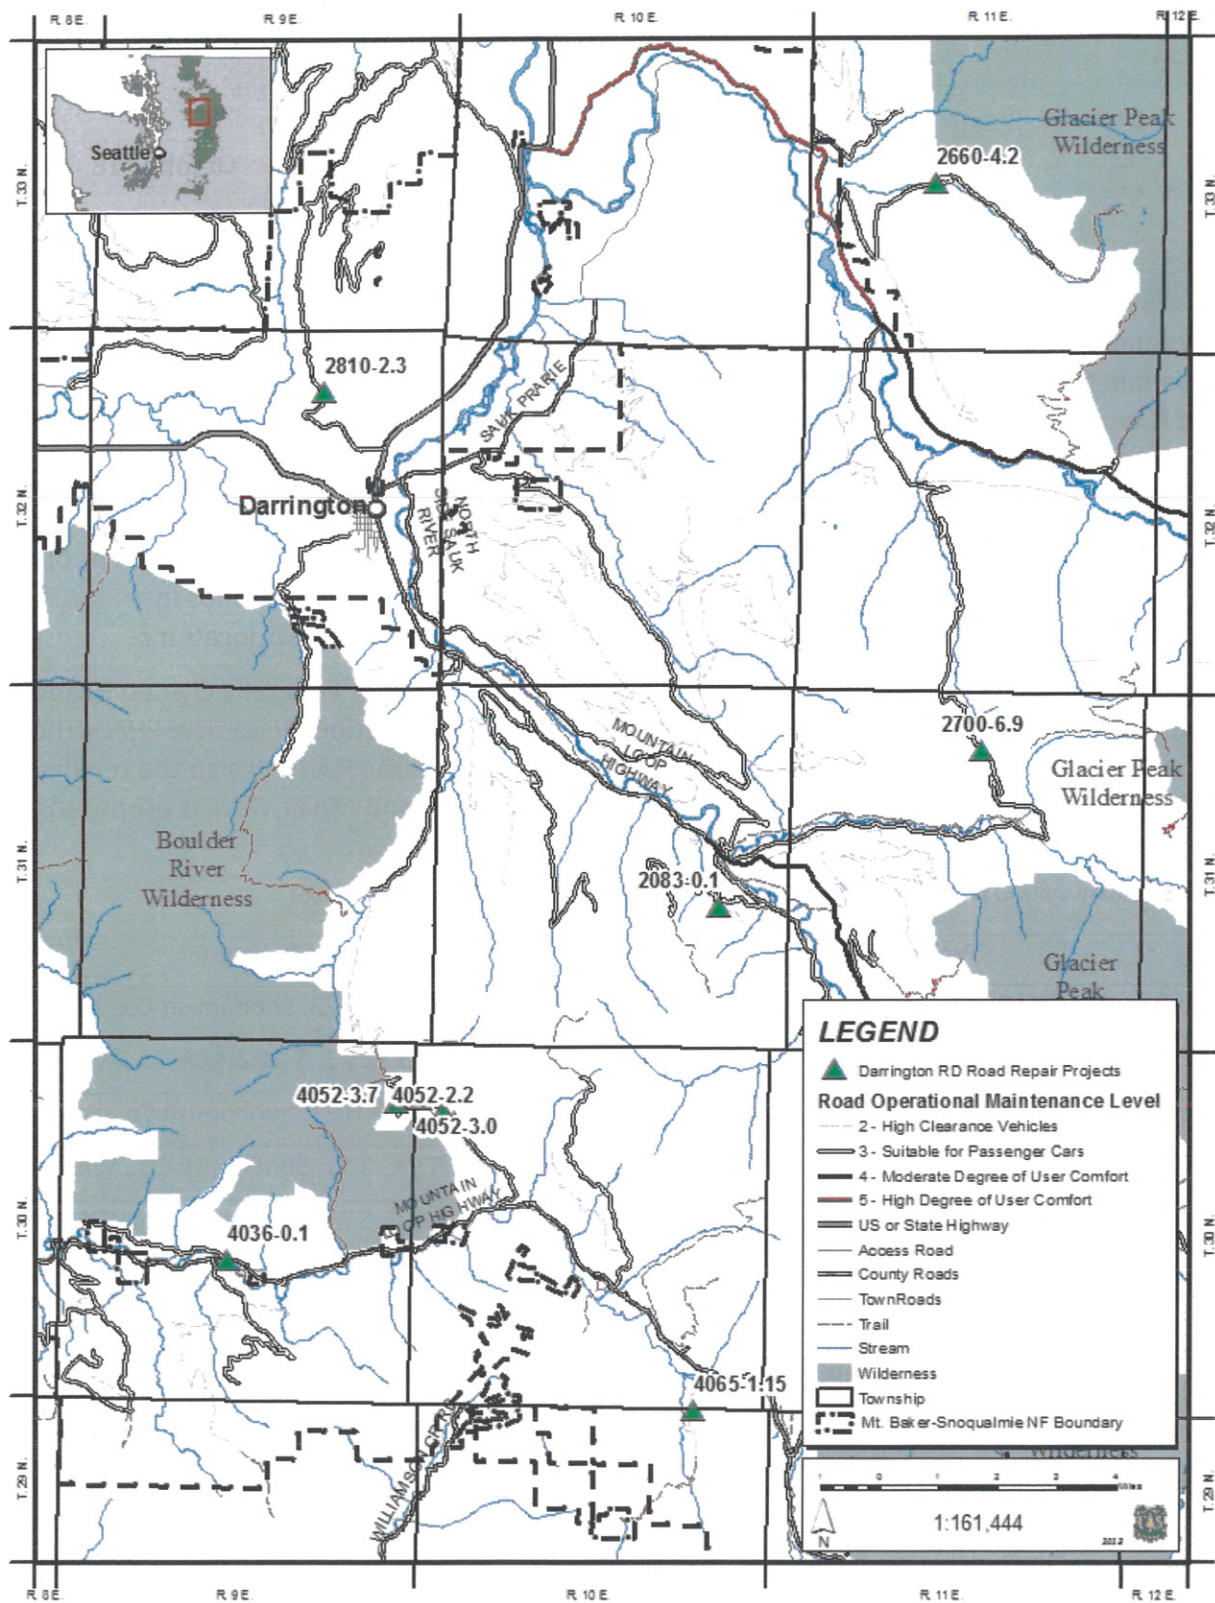 R. 8 E.
R. 9 E.
R. 10 E.
R. 11 E.
R. 12 E.
Seattle
Glacier Peak
Wilderness
2660-4.2
T. 33 N.
T. 33 N.
2810-2.3
SAUK PRARIE
Darrington
NORTH
SIDE SAUK
RIVER
T. 32 N.
T. 32 N.
2700-6.9
MOUNTAIN
LOOP
HIGHWAY
Glacier Peak
Wilderness
Boulder
River
Wilderness
T. 31 N.
T. 31 N.
2083-0.1
Glacier
Peak
LEGEND
Darrington RD Road Repair Projects
Road Operational Maintenance Level
2 - High Clearance Vehicles
3 - Suitable for Passenger Cars
4 - Moderate Degree of User Comfort
5 - High Degree of User Comfort
US or State Highway
Access Road
County Roads
TownRoads
Trail
Stream
Wilderness
Township
Mt. Baker-Snoqualmie NF Boundary
4052-3.7
4052-2.2
4052-3.0
MOUNTAIN
LOOP HIGHWAY
T. 30 N.
T. 30 N.
4036-0.1
4065-1.15
Wilderness
WILLIAMSON CR RD
T. 29 N.
T. 29 N.
1 0 1 2 3 4
Miles
1:161,444
N
R. 8 E.
R. 9 E.
R. 10 E.
R. 11 E.
R. 12 E.